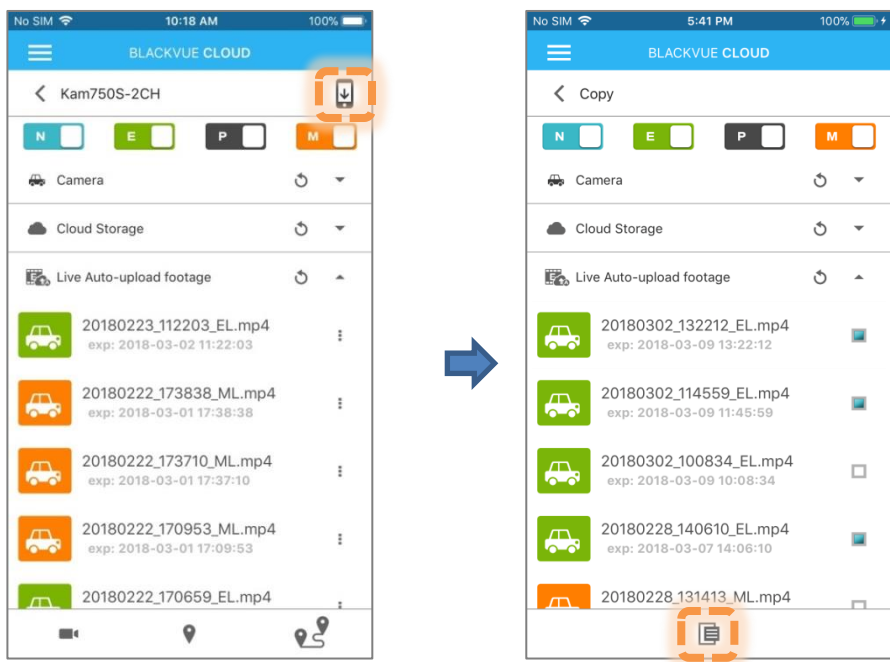 No SIM 10:18 AM 100%
BLACKVUE CLOUD
Kam750S-2CH
N E P M
Camera
Cloud Storage
Live Auto-upload footage
20180223_112203_EL.mp4
exp: 2018-03-02 11:22:03
20180222_173838_ML.mp4
exp: 2018-03-01 17:38:38
20180222_173710_ML.mp4
exp: 2018-03-01 17:37:10
20180222_170953_ML.mp4
exp: 2018-03-01 17:09:53
20180222_170659_EL.mp4
No SIM 5:41 PM 100%
BLACKVUE CLOUD
Copy
N E P M
Camera
Cloud Storage
Live Auto-upload footage
20180302_132212_EL.mp4
exp: 2018-03-09 13:22:12
20180302_114559_EL.mp4
exp: 2018-03-09 11:45:59
20180302_100834_EL.mp4
exp: 2018-03-09 10:08:34
20180228_140610_EL.mp4
exp: 2018-03-07 14:06:10
20180228_131413_ML.mp4